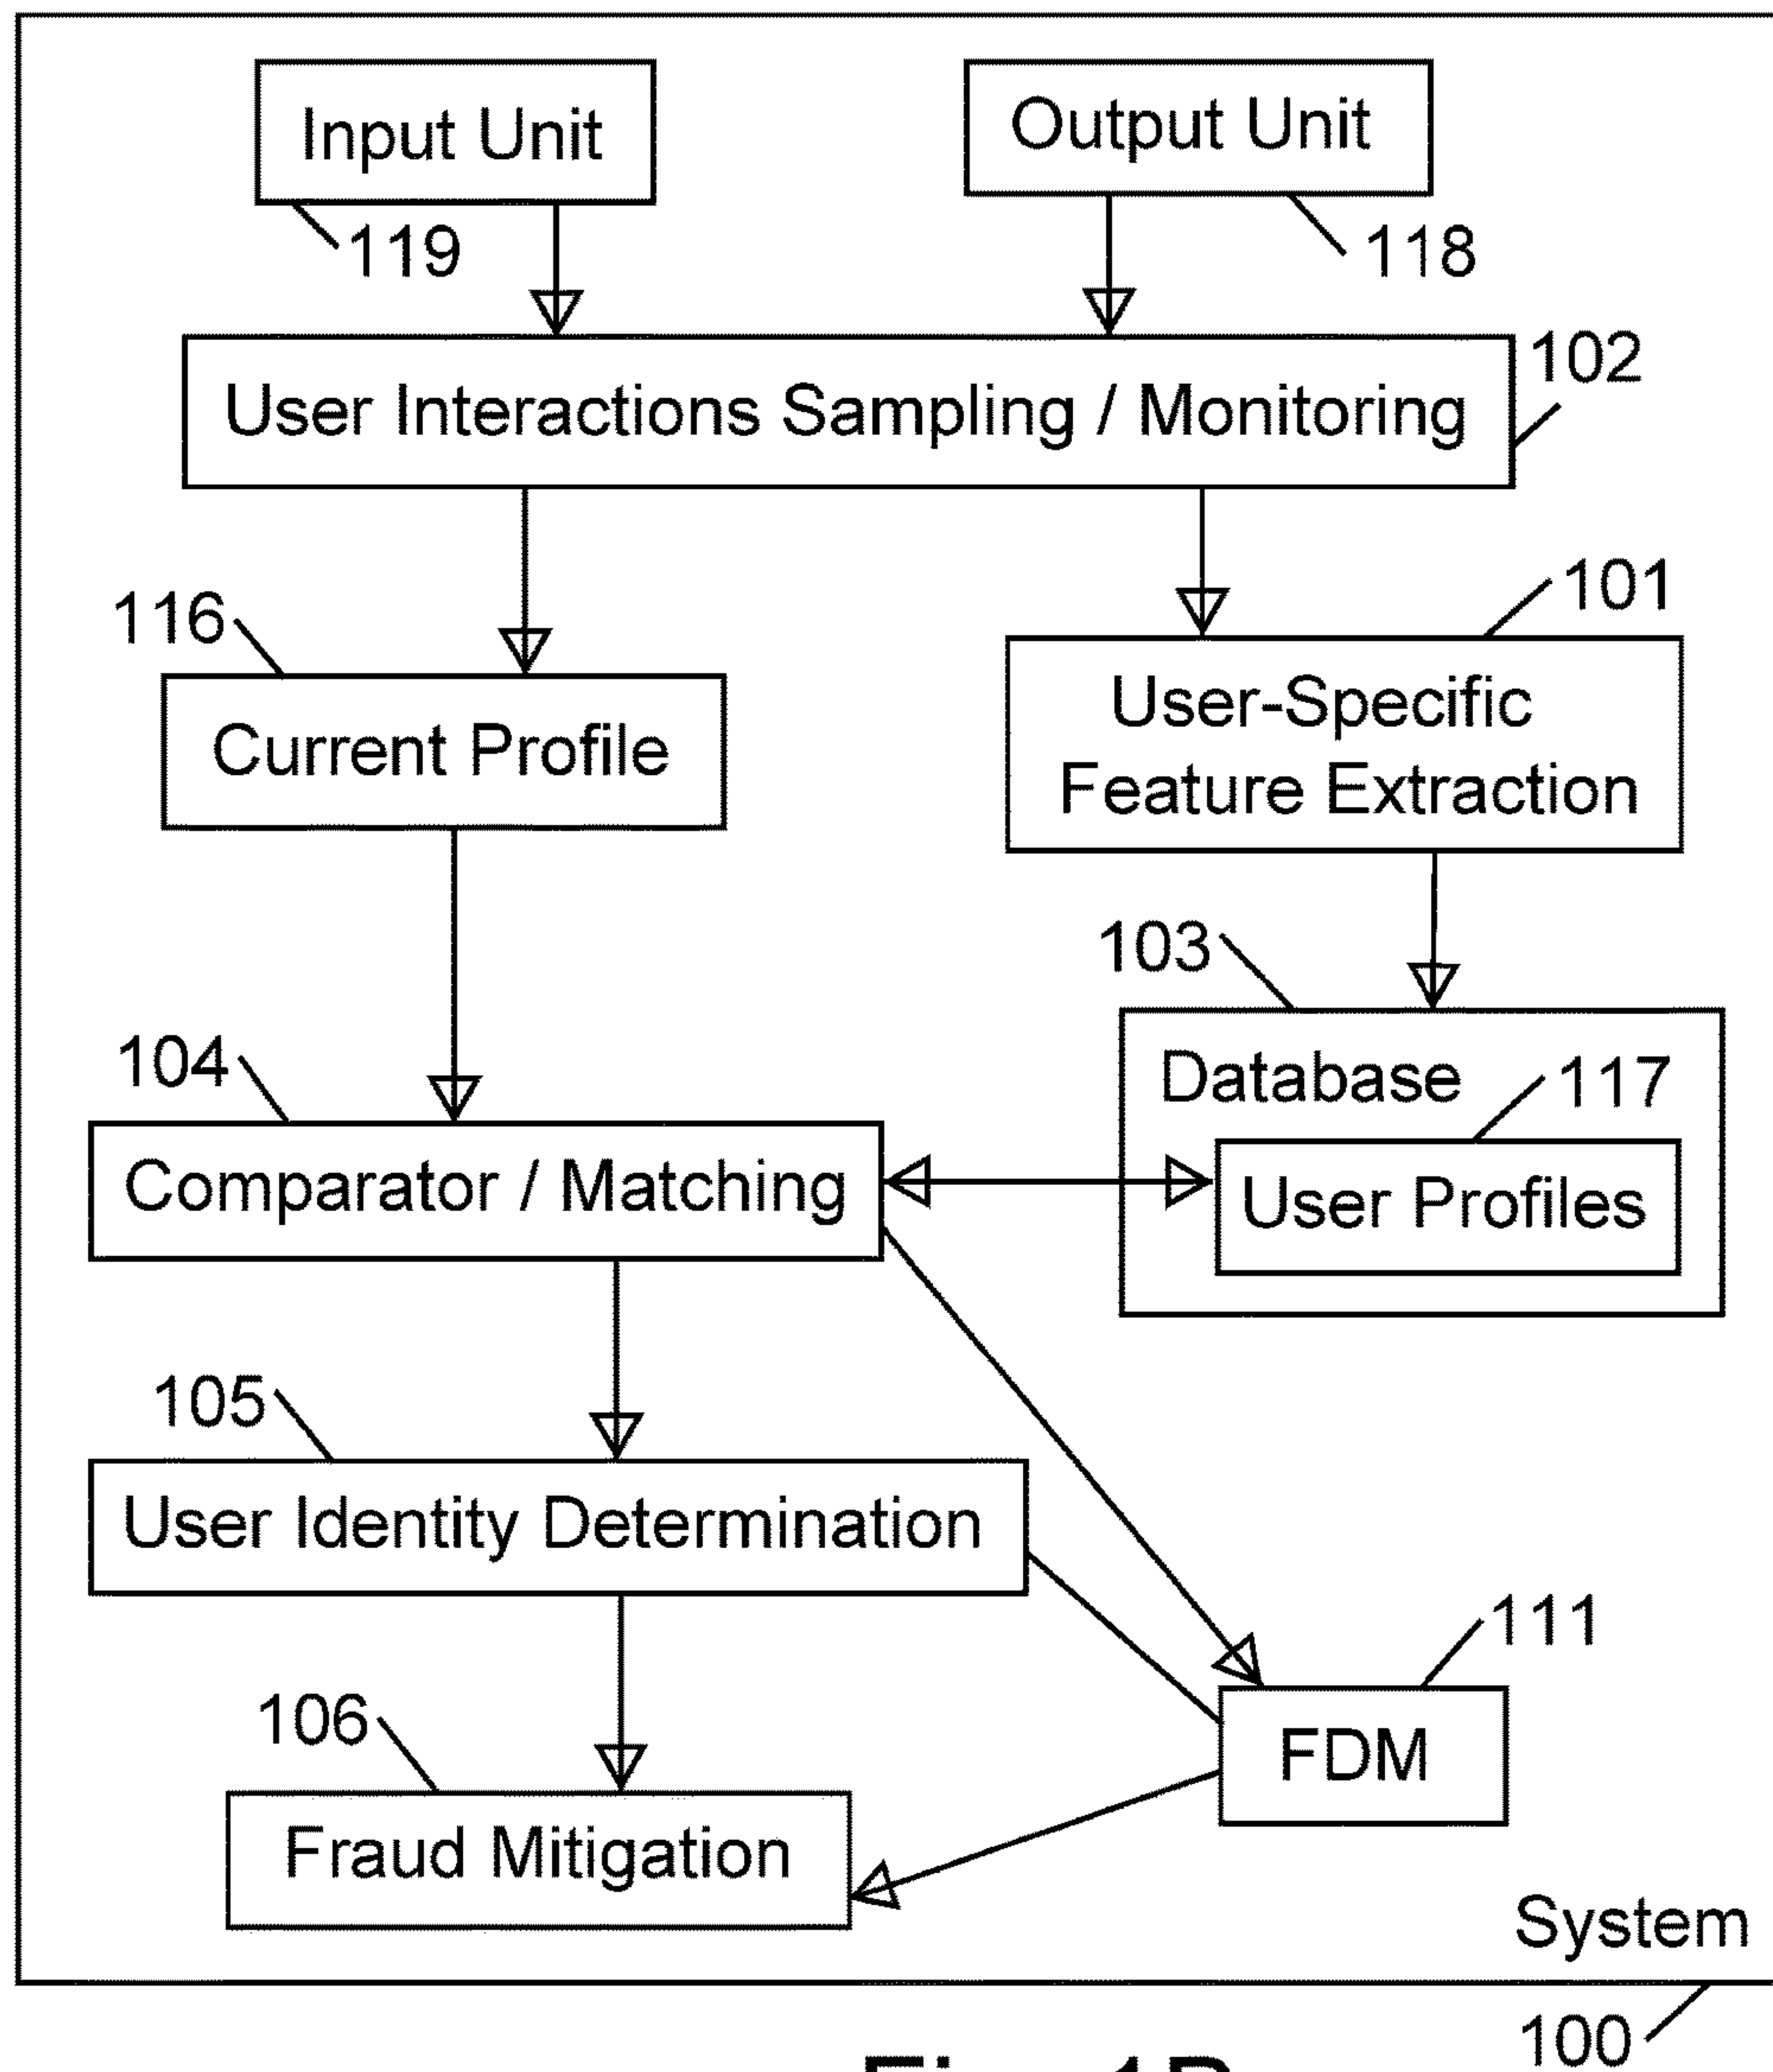 Input Unit
Output Unit
119
118
102
User Interactions Sampling / Monitoring
101
116
User-Specific
Feature Extraction
Current Profile
103
104
Database
117
Comparator / Matching
User Profiles
105
User Identity Determination
111
106
FDM
Fraud Mitigation
System
100